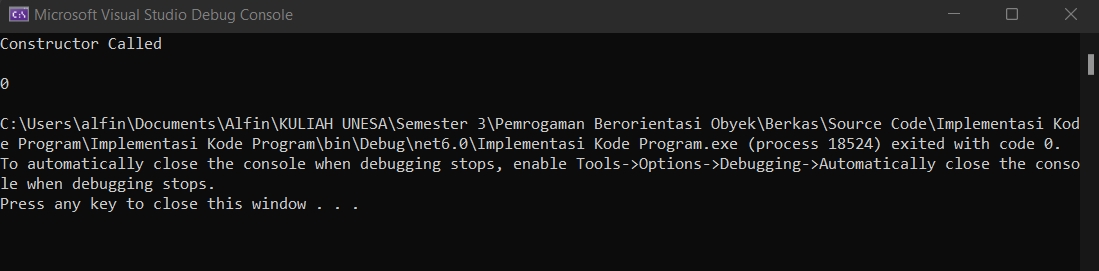 Microsoft Visual Studio Debug Console
Constructor Called
0
C:\Users\alfin\Documents\Alfin\KULIAH UNESA\Semester 3\Pemrogaman Berorientasi Obyek\Berkas\Source Code\Implementasi Kod
e Program\Implementasi Kode Program\bin\Debug\net6.0\Implementasi Kode Program.exe (process 18524) exited with code 0.
To automatically close the console when debugging stops, enable Tools->Options->Debugging->Automatically close the conso
le when debugging stops.
Press any key to close this window . . .